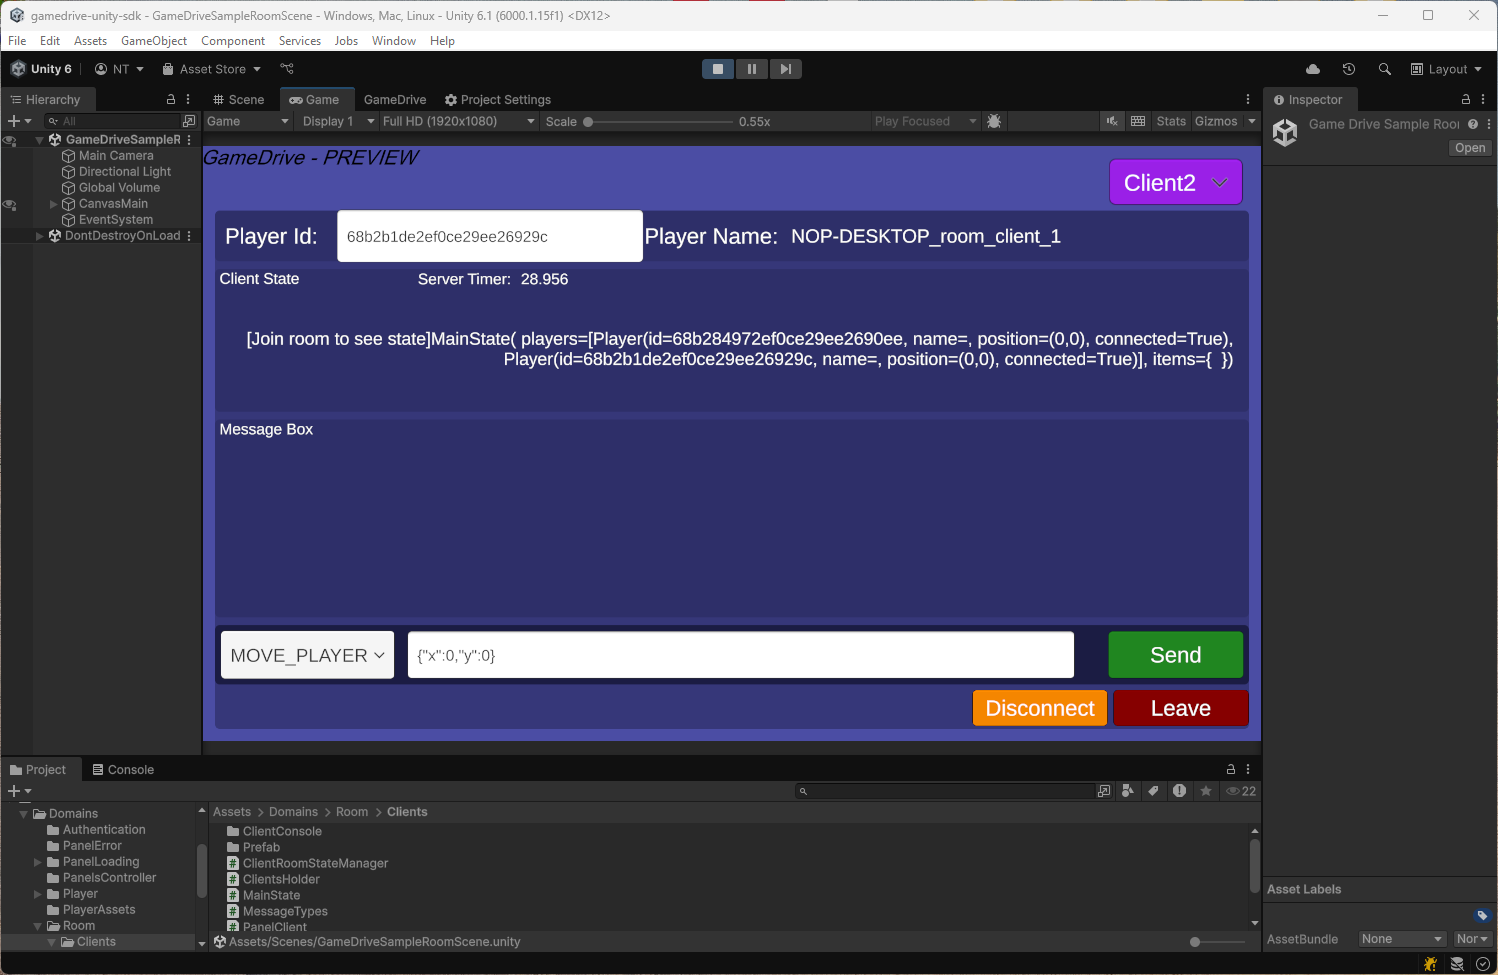 gamedrive-unity-sdk - GameDriveSampleRoomScene - Windows, Mac, Linux - Unity 6.1 (6000.1.15f1) <DX12>
File Edit Assets GameObject Component Services Jobs Window Help
Unity 6 NT Asset Store Layout
Hierarchy Scene Game GameDrive Project Settings Inspector
All Game Display 1 Full HD (1920x1080) Scale 0.55x Play Focused Stats Gizmos
Game Drive Sample Roo
Open
GameDriveSampleR
Main Camera
Directional Light
Global Volume
CanvasMain
EventSystem
DontDestroyOnLoad
GameDrive - PREVIEW
Client2
Player Id: 68b2b1de2ef0ce29ee26929c Player Name: NOP-DESKTOP_room_client_1
Client State Server Timer: 28.956
[Join room to see state]MainState( players=[Player(id=68b284972ef0ce29ee2690ee, name=, position=(0,0), connected=True),
Player(id=68b2b1de2ef0ce29ee26929c, name=, position=(0,0), connected=True)], items={ })
Message Box
MOVE_PLAYER {"x":0,"y":0} Send
Disconnect Leave
Project Console
22
Domains
Authentication
PanelError
PanelLoading
PanelsController
Player
PlayerAssets
Room
Clients
Assets > Domains > Room > Clients
ClientConsole
Prefab
ClientRoomStateManager
ClientsHolder
MainState
MessageTypes
PanelClient
Assets/Scenes/GameDriveSampleRoomScene.unity
Asset Labels
AssetBundle None Nor